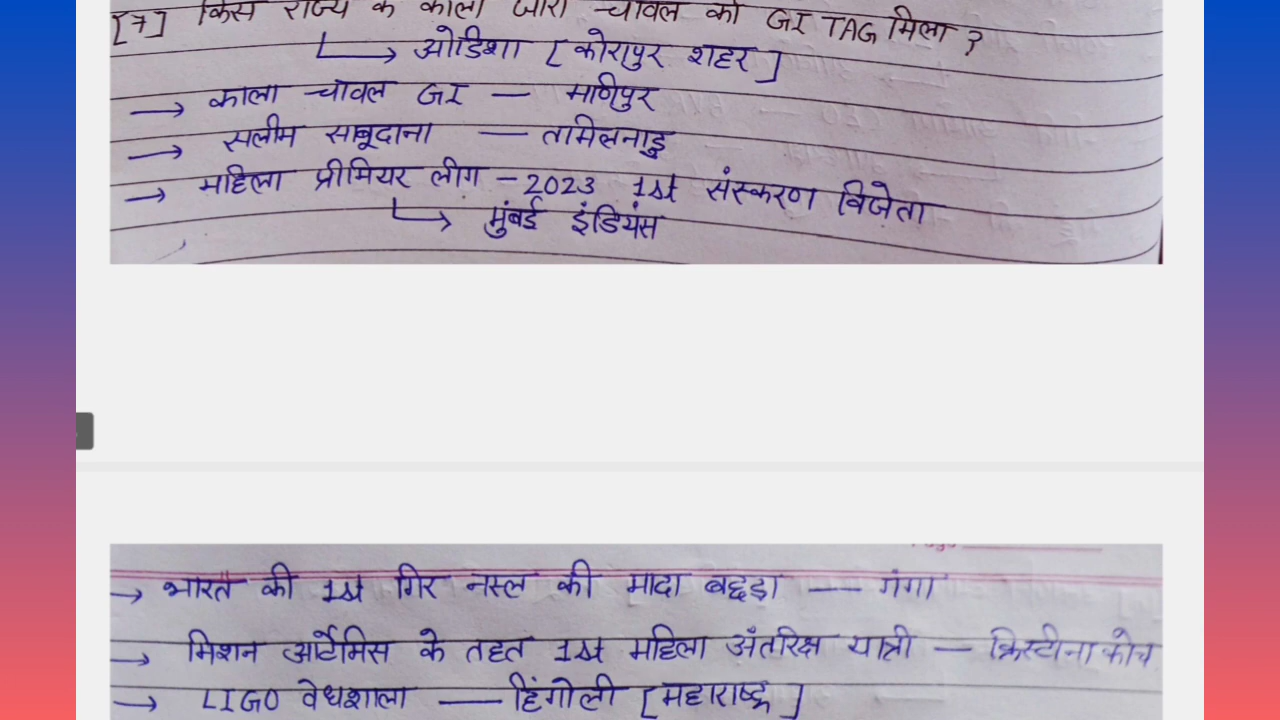 [7] किस राज्य के काला जीरा चावल को GI TAG मिला ?
ओडिशा [ कोरापुर शहर ]
काला चावल GI — मणिपुर
सलीम साबूदाना — तामिलनाडु
महिला प्रीमियर लीग - 2023 1st संस्करण विजेता
मुंबई इंडियंस
भारत की 1st गिर नस्ल की मादा बछड़ा — गंगा
मिशन आर्टेमिस के तहत 1st महिला अंतरिक्ष यात्री — क्रिस्टीना कोच
LIGO वेधशाला — हिंगोली [महाराष्ट्र]